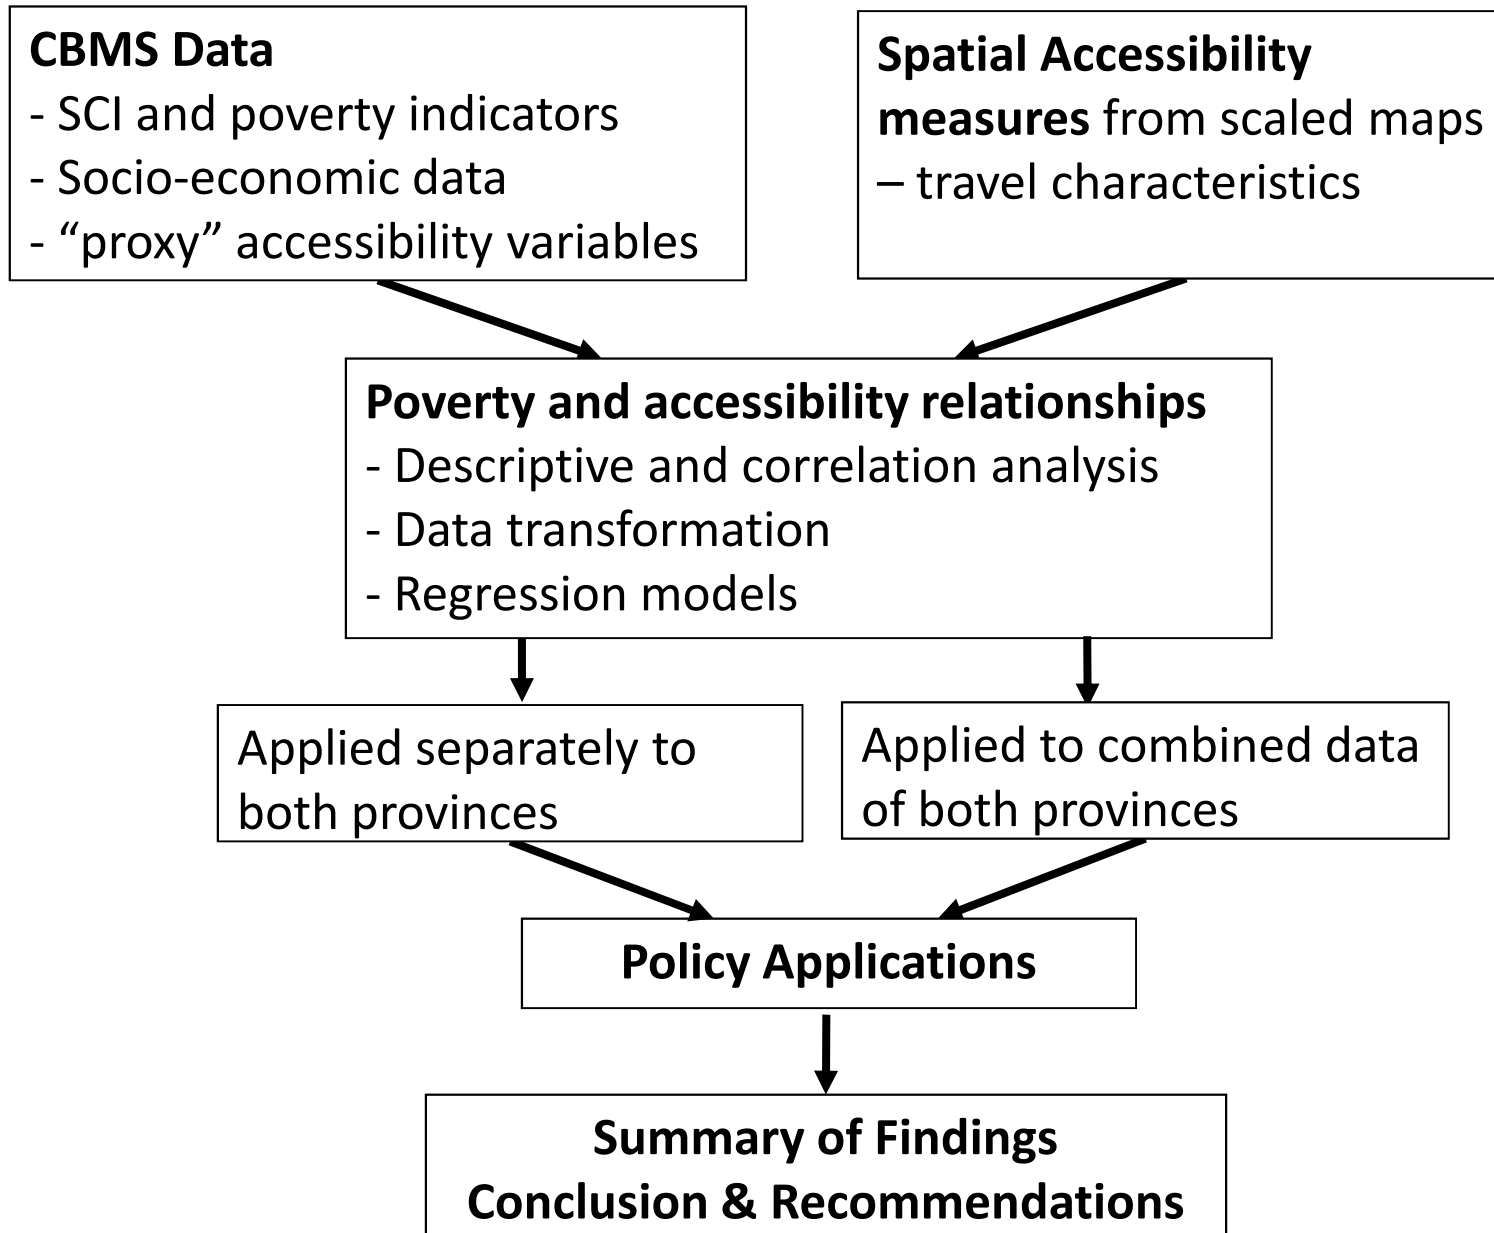 CBMS Data
- SCI and poverty indicators
- Socio-economic data
- “proxy” accessibility variables
Spatial Accessibility
measures from scaled maps
– travel characteristics
Poverty and accessibility relationships
- Descriptive and correlation analysis
- Data transformation
- Regression models
Applied separately to
both provinces
Applied to combined data
of both provinces
Policy Applications
Summary of Findings
Conclusion & Recommendations